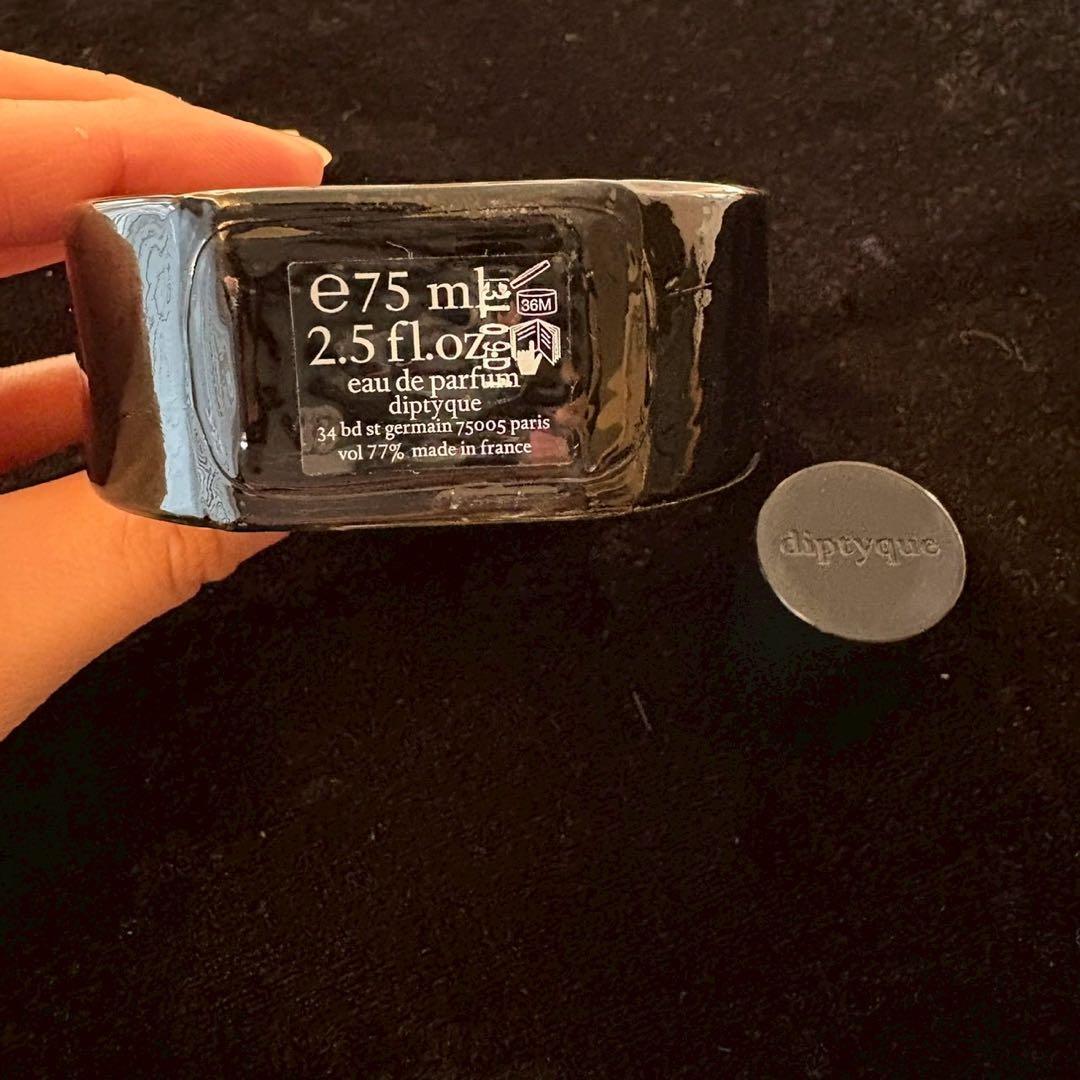 e75 ml
36M
2.5 fl.oz
eau de parfum
diptyque
34 bd st germain 75005 paris
vol 77% made in france
diptyque